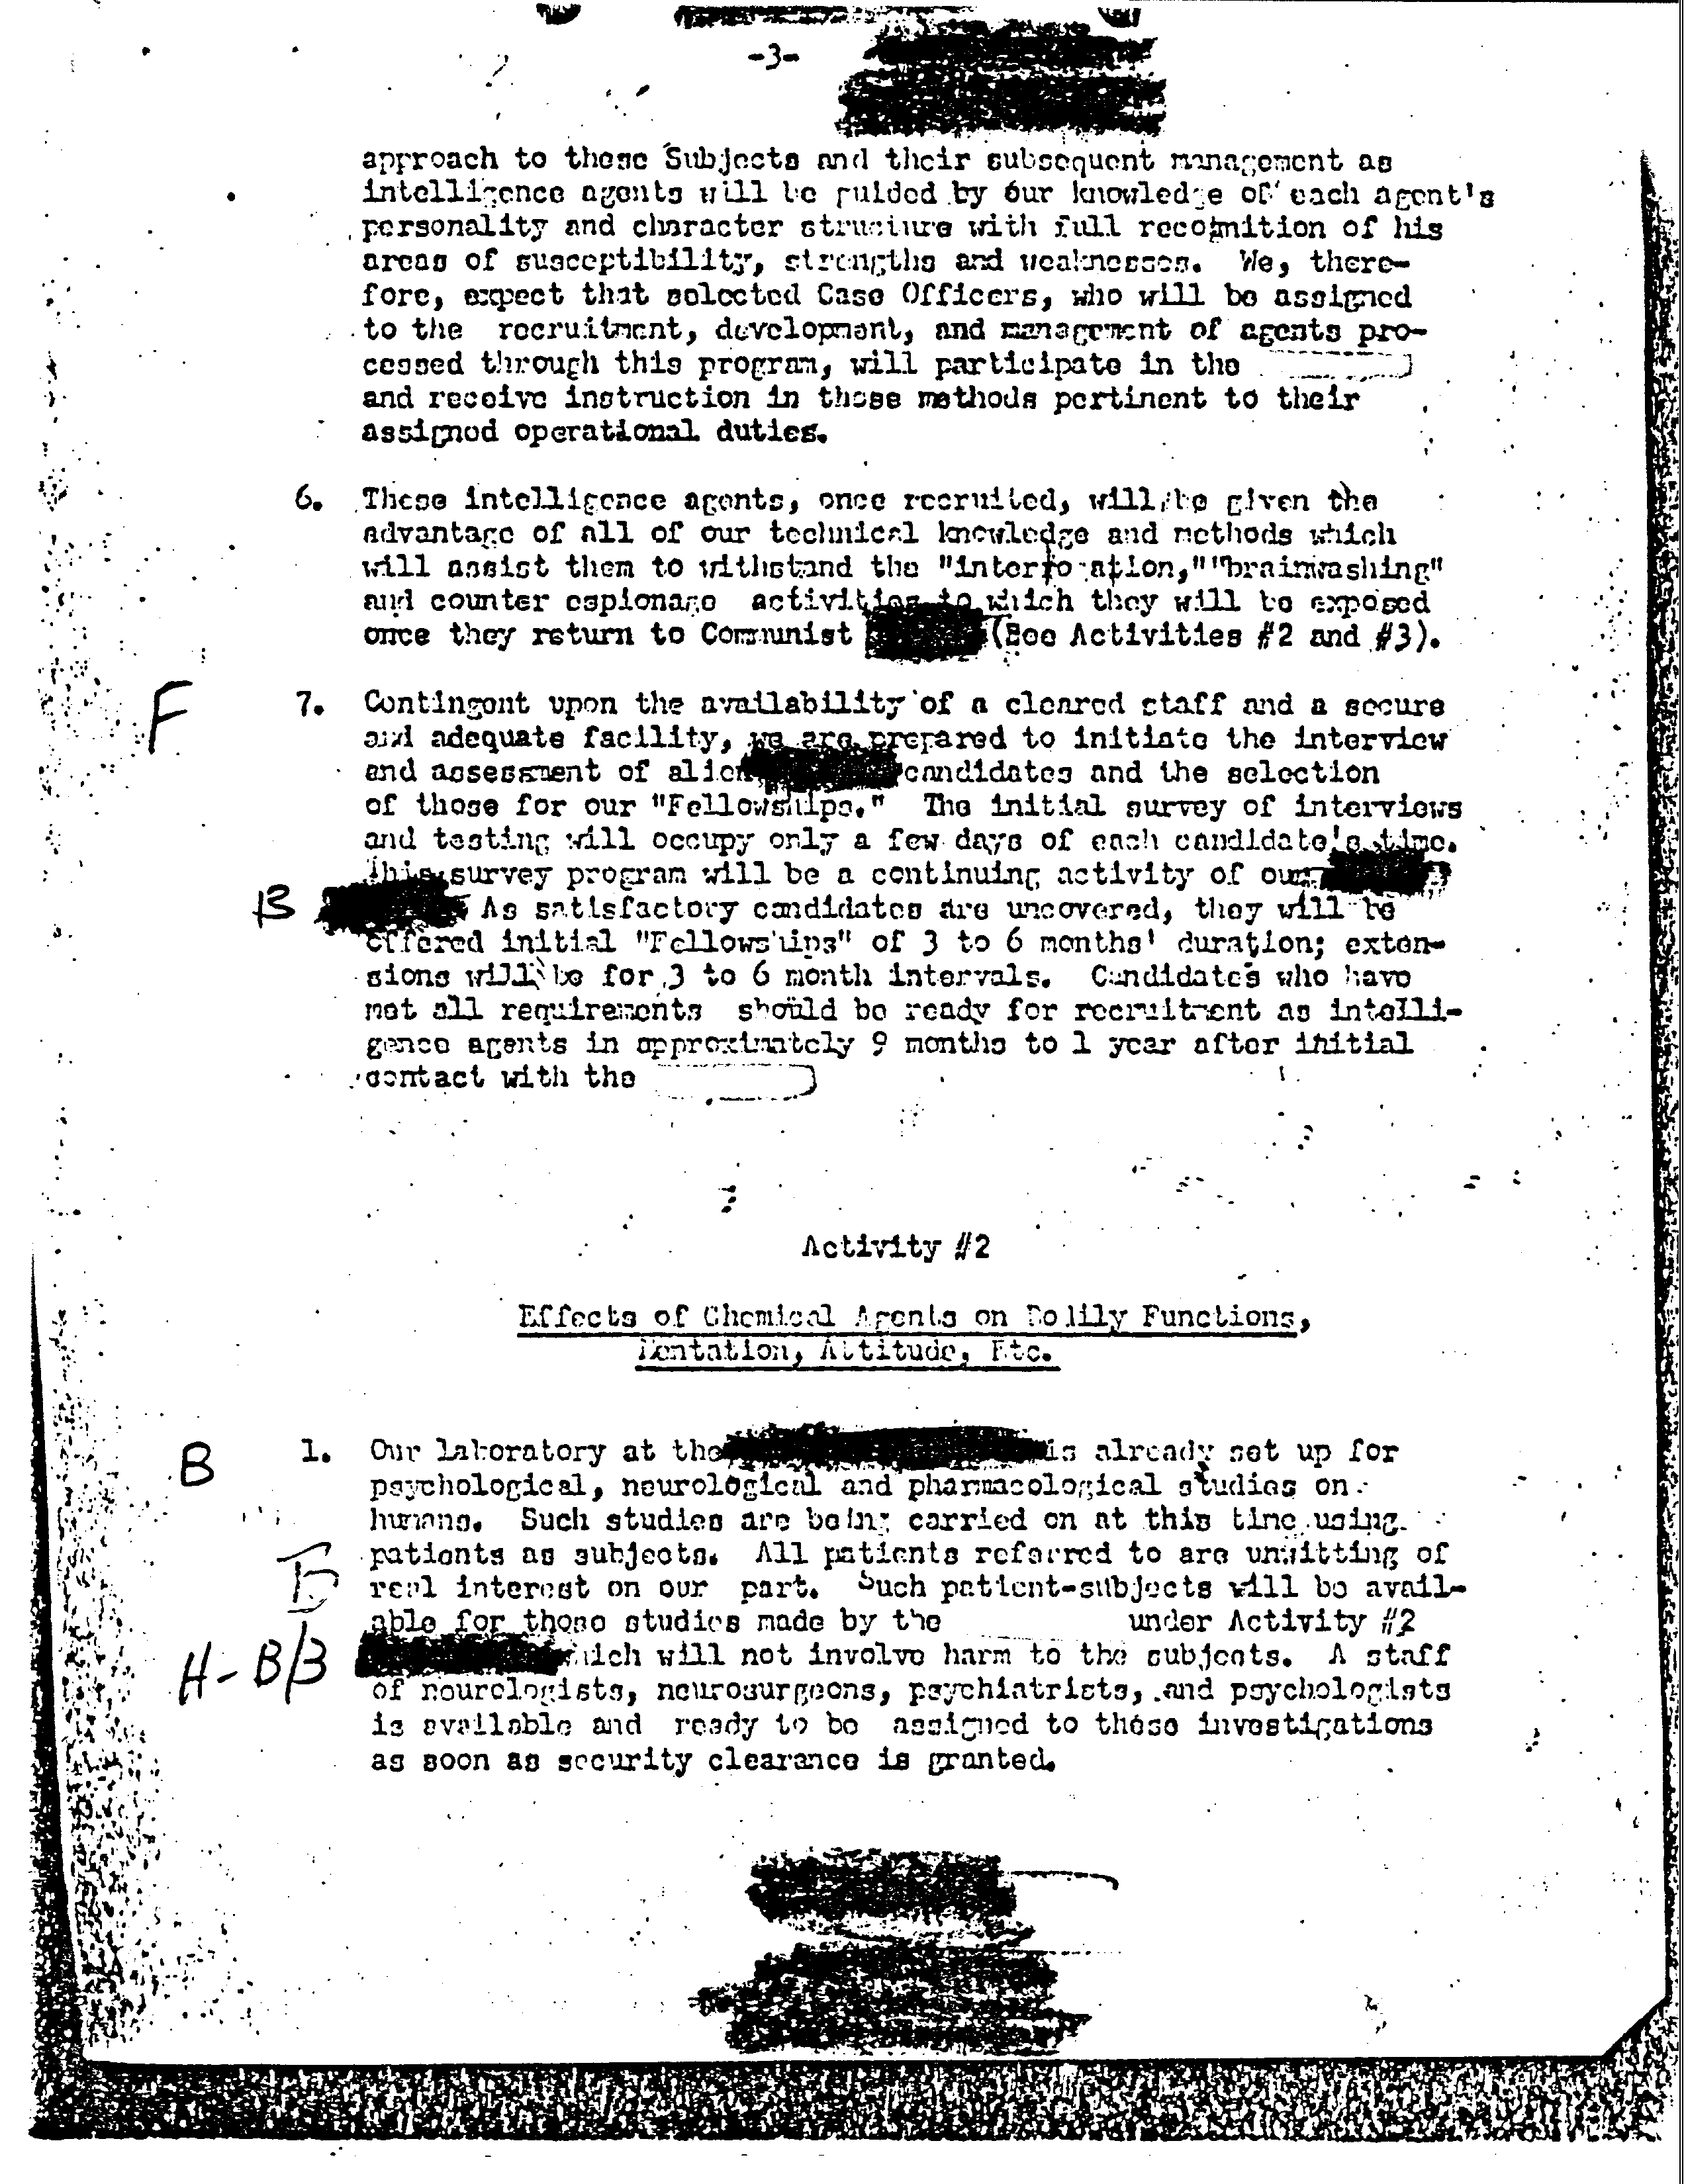 -3-
approach to these Subjects and their subsequent management as
intelligence agents will be guided by our knowledge of each agent's
personality and character structure with full recognition of his
areas of susceptibility, strengths and weaknesses. We, there-
fore, expect that selected Case Officers, who will be assigned
to the recruitment, development, and management of agents pro-
cessed through this program, will participate in the
and receive instruction in those methods pertinent to their
assigned operational duties.
6. These intelligence agents, once recruited, will be given the
advantage of all of our technical knowledge and methods which
will assist them to withstand the "interrogation," "brainwashing"
and counter espionage activities to which they will be exposed
once they return to Communist (See Activities #2 and #3).
F 7. Contingent upon the availability of a cleared staff and a secure
and adequate facility, we are prepared to initiate the interview
and assessment of alien candidates and the selection
of those for our "Fellowships." The initial survey of interviews
and testing will occupy only a few days of each candidate's time.
This survey program will be a continuing activity of our
B As satisfactory candidates are uncovered, they will be
offered initial "Fellowships" of 3 to 6 months' duration; exten-
sions will be for 3 to 6 month intervals. Candidates who have
met all requirements should be ready for recruitment as intelli-
gence agents in approximately 9 months to 1 year after initial
contact with the
Activity #2
Effects of Chemical Agents on Bodily Functions,
Mentation, Attitude, Etc.
B 1. Our laboratory at the is already set up for
psychological, neurological and pharmacological studies on
humans. Such studies are being carried on at this time using
patients as subjects. All patients referred to are unwitting of
real interest on our part. Such patient-subjects will be avail-
able for those studies made by the under Activity #2
H-B/3 which will not involve harm to the subjects. A staff
of neurologists, neurosurgeons, psychiatrists, and psychologists
is available and ready to be assigned to these investigations
as soon as security clearance is granted.